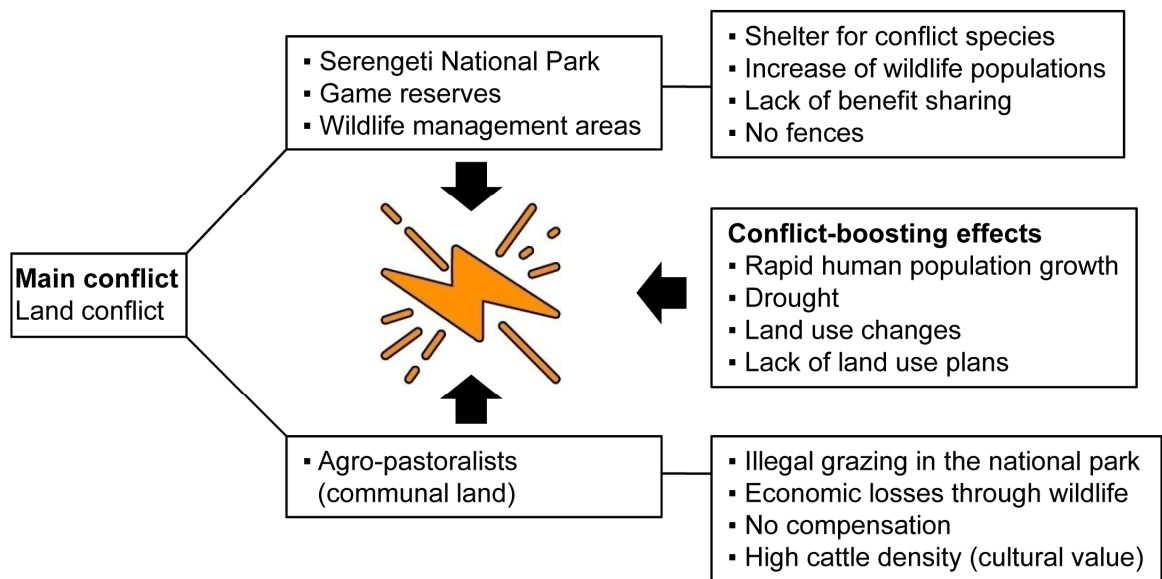 ▪ Serengeti National Park
▪ Game reserves
▪ Wildlife management areas
▪ Shelter for conflict species
▪ Increase of wildlife populations
▪ Lack of benefit sharing
▪ No fences
Main conflict
Land conflict
Conflict-boosting effects
▪ Rapid human population growth
▪ Drought
▪ Land use changes
▪ Lack of land use plans
▪ Agro-pastoralists
(communal land)
▪ Illegal grazing in the national park
▪ Economic losses through wildlife
▪ No compensation
▪ High cattle density (cultural value)